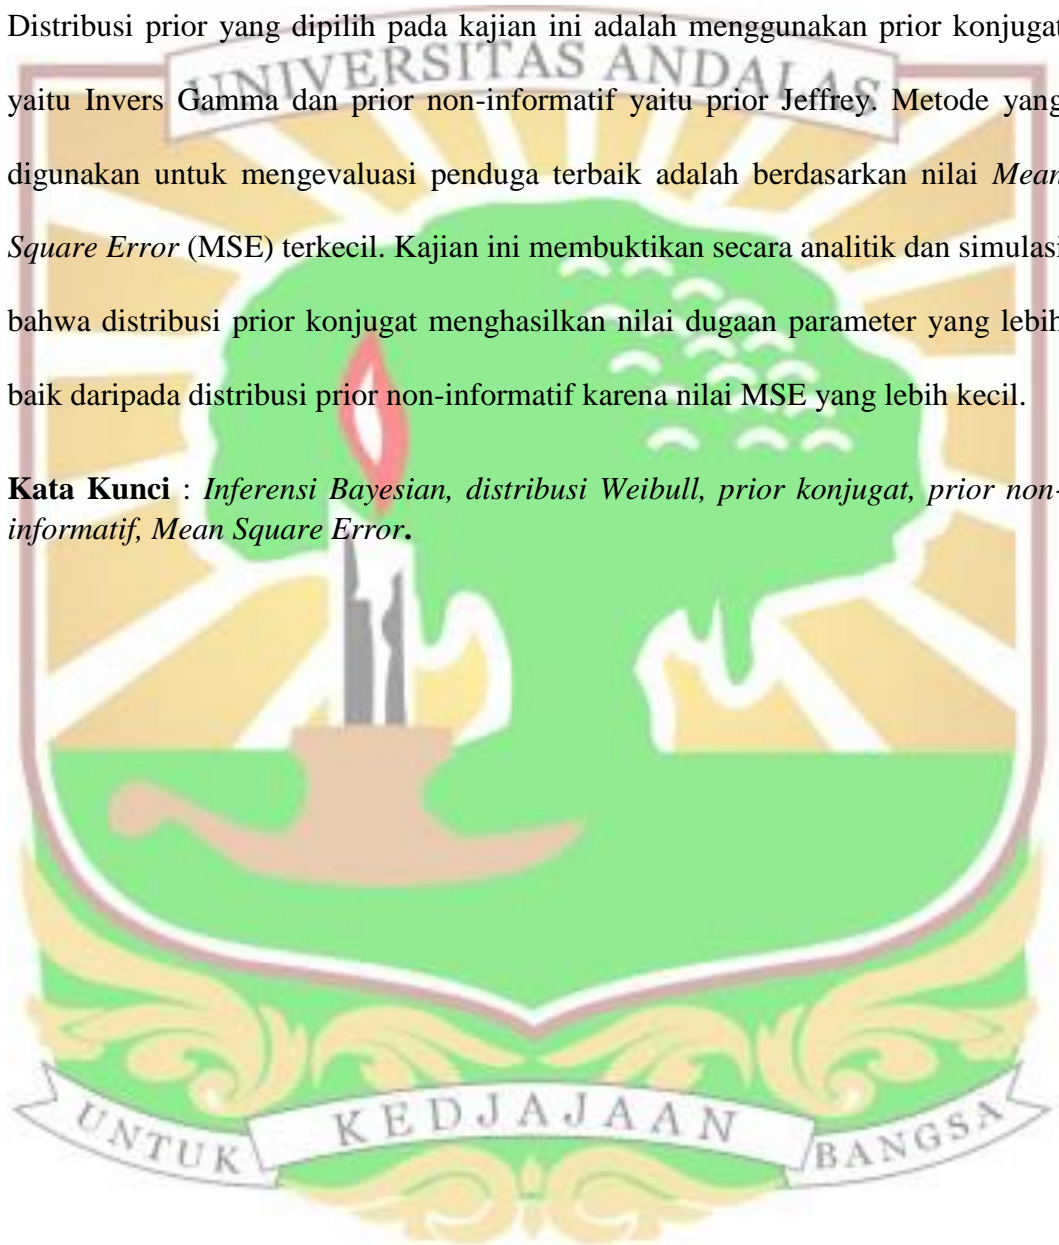 Distribusi prior yang dipilih pada kajian ini adalah menggunakan prior konjugat
UNIVERSITAS ANDALAS
yaitu Invers Gamma dan prior non-informatif yaitu prior Jeffrey. Metode yang
digunakan untuk mengevaluasi penduga terbaik adalah berdasarkan nilai Mean
Square Error (MSE) terkecil. Kajian ini membuktikan secara analitik dan simulasi
bahwa distribusi prior konjugat menghasilkan nilai dugaan parameter yang lebih
baik daripada distribusi prior non-informatif karena nilai MSE yang lebih kecil.
Kata Kunci : Inferensi Bayesian, distribusi Weibull, prior konjugat, prior non-
informatif, Mean Square Error.
UNTUK KEDJAJAAN BANGSA